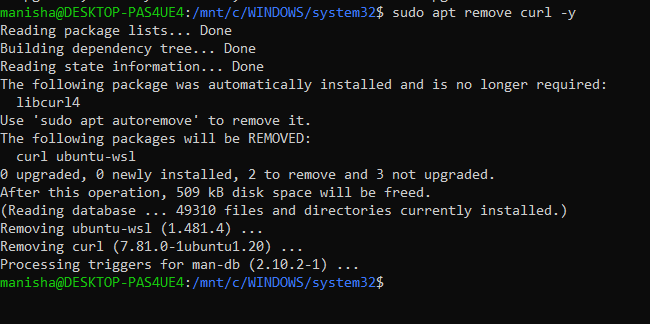 manisha@DESKTOP-PAS4UE4:/mnt/c/WINDOWS/system32$ sudo apt remove curl -y
Reading package lists... Done
Building dependency tree... Done
Reading state information... Done
The following package was automatically installed and is no longer required:
  libcurl4
Use 'sudo apt autoremove' to remove it.
The following packages will be REMOVED:
  curl ubuntu-wsl
0 upgraded, 0 newly installed, 2 to remove and 3 not upgraded.
After this operation, 509 kB disk space will be freed.
(Reading database ... 49310 files and directories currently installed.)
Removing ubuntu-wsl (1.481.4) ...
Removing curl (7.81.0-1ubuntu1.20) ...
Processing triggers for man-db (2.10.2-1) ...
manisha@DESKTOP-PAS4UE4:/mnt/c/WINDOWS/system32$